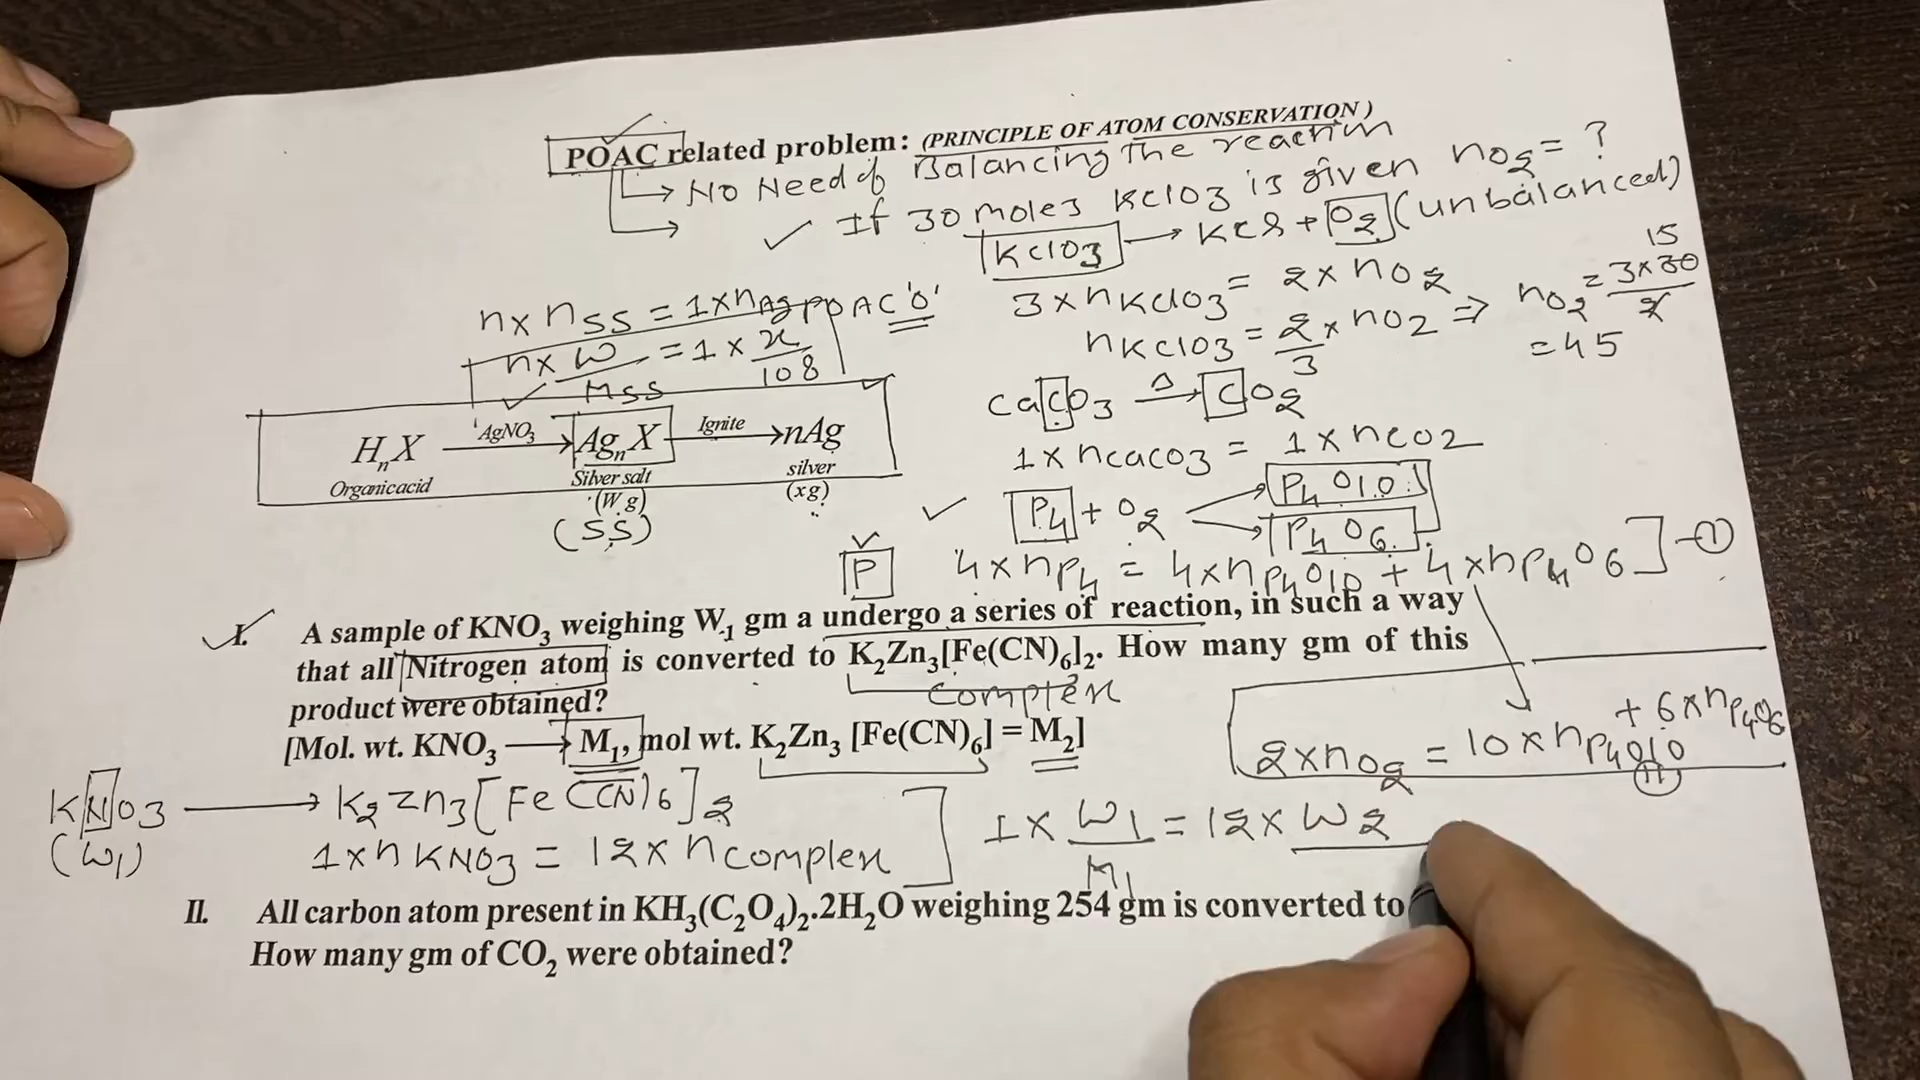 POAC related problem: (PRINCIPLE OF ATOM CONSERVATION)
→ No Need of Balancing The reaction
→ ✓ If 30 moles KClO3 is given nO2 = ?
KClO3 → KCl + O2 (unbalanced)
n x nSS = 1 x nAg
POAC 'O'
3 x nKClO3 = 2 x nO2
nKClO3 = 2/3 x nO2 ⇒ nO2 = 3 x 30 / 2
15
= 45
n x W/MSS = 1 x x/108
CaCO3 →Δ CO2
1 x nCaCO3 = 1 x nCO2
HnX →AgNO3 AgnX →Ignite nAg
Organic acid Silver salt silver
(W g) (xg)
(SS)
P4 + O2 P4O10
P4O6
P 4 x nP4 = 4 x nP4O10 + 4 x nP4O6 ] - ①
I. A sample of KNO3 weighing W1 gm a undergo a series of reaction, in such a way
that all Nitrogen atom is converted to K2Zn3[Fe(CN)6]2. How many gm of this
product were obtained?
complex
[Mol. wt. KNO3 → M1, mol wt. K2Zn3 [Fe(CN)6] = M2]
2 x nO2 = 10 x nP4O10 + 6 x nP4O6
⑪
KNO3 → K2Zn3[Fe(CN)6]2
(W1) 1 x nKNO3 = 12 x ncomplex ] 1 x W1/M1 = 12 x W2
II. All carbon atom present in KH3(C2O4)2.2H2O weighing 254 gm is converted to
How many gm of CO2 were obtained?